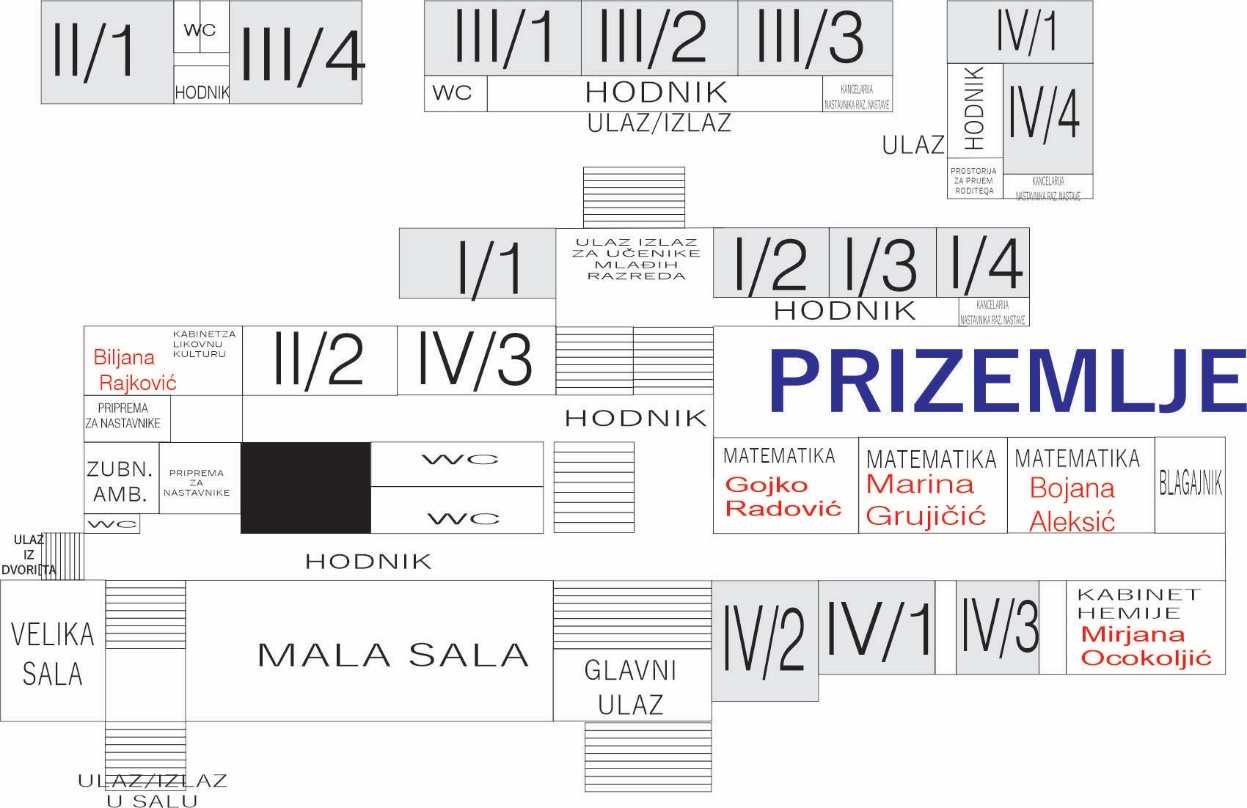 II/1
WC
HODNIK
III/4
III/1
III/2
III/3
WC
HODNIK
KANCELARIJA
NASTAVNIKA RAZ. NASTAVE
ULAZ/IZLAZ
IV/1
HODNIK
IV/4
ULAZ
PROSTORIJA
ZA PRIJEM
RODITEQA
KANCELARIJA
NASTAVNIKA RAZ. NASTAVE
I/1
ULAZ IZLAZ
ZA UČENIKE
MLAĐIH
RAZREDA
I/2
I/3
I/4
HODNIK
KANCELARIJA
NASTAVNIKA RAZ. NASTAVE
KABINETZA
LIKOVNU
KULTURU
Biljana
Rajković
II/2
IV/3
PRIZEMLJE
PRIPREMA
ZA NASTAVNIKE
HODNIK
ZUBN.
AMB.
PRIPREMA
ZA
NASTAVNIKE
WC
WC
WC
MATEMATIKA
Gojko
Radović
MATEMATIKA
Marina
Grujičić
MATEMATIKA
Bojana
Aleksić
BLAGAJNIK
ULAZ
IZ
DVORI[TA
HODNIK
VELIKA
SALA
MALA SALA
GLAVNI
ULAZ
IV/2
IV/1
IV/3
KABINET
HEMIJE
Mirjana
Ocokoljić
ULAZ/IZLAZ
U SALU